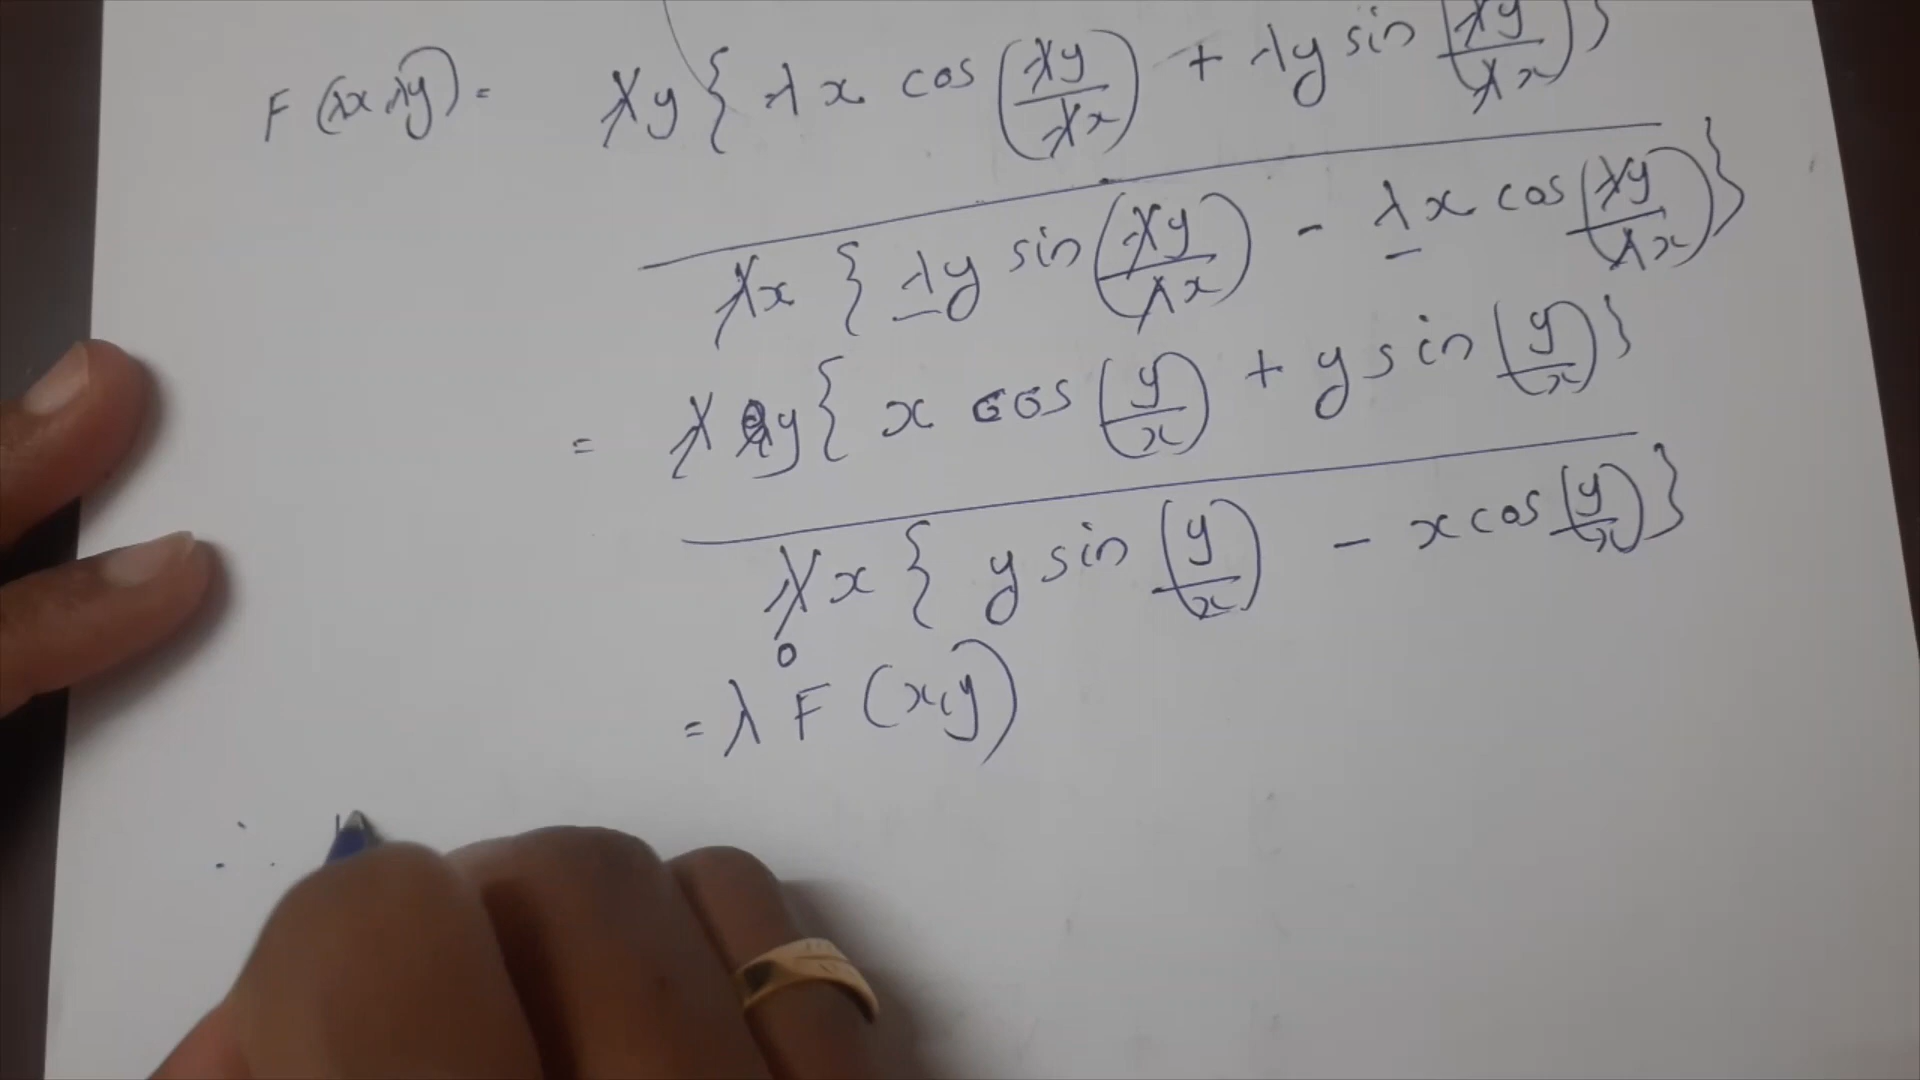 F(λx,λy) = λy{ λx cos(λy/λx) + λy sin(λy/λx)}
λx { λy sin(λy/λx) - λx cos(λy/λx)}
= λ y{ x cos(y/x) + y sin(y/x)}
λx { y sin(y/x) - x cos(y/x)}
= λ⁰ F(x,y)
∴